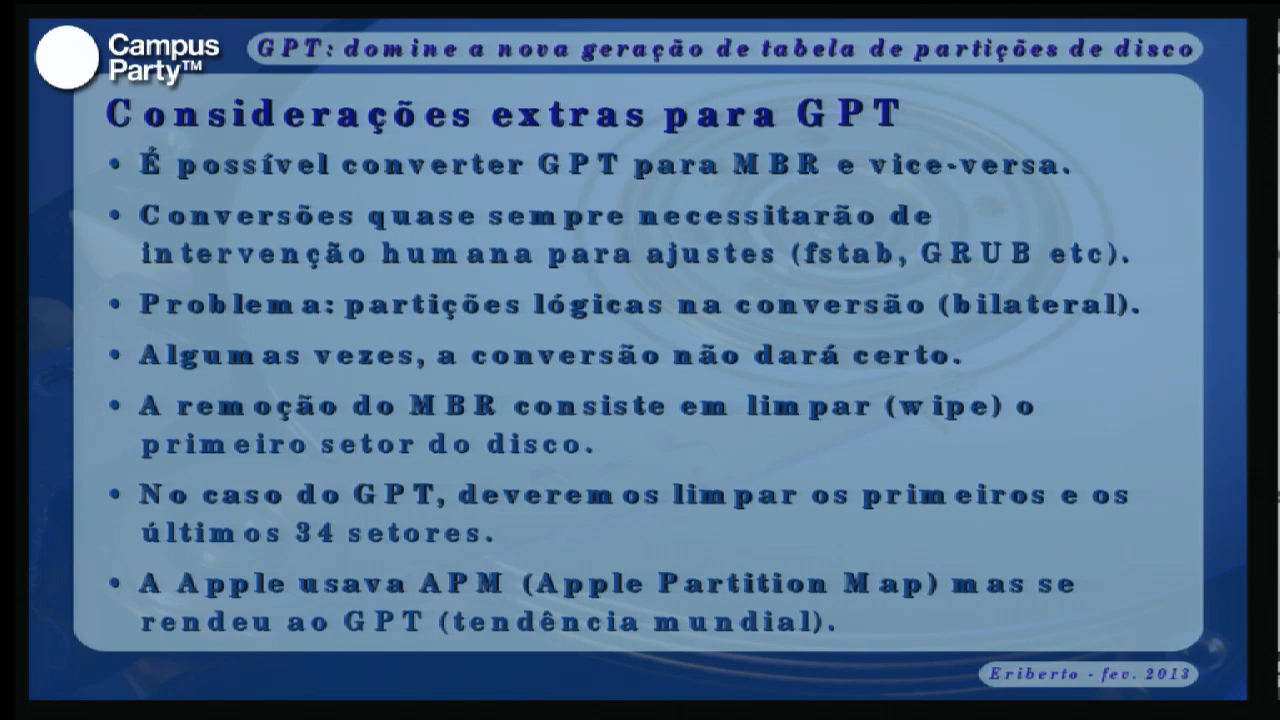 Campus
Party™
GPT: domine a nova geração de tabela de partições de disco
Considerações extras para GPT
• É possível converter GPT para MBR e vice-versa.
• Conversões quase sempre necessitarão de
intervenção humana para ajustes (fstab, GRUB etc).
• Problema: partições lógicas na conversão (bilateral).
• Algumas vezes, a conversão não dará certo.
• A remoção do MBR consiste em limpar (wipe) o
primeiro setor do disco.
• No caso do GPT, deveremos limpar os primeiros e os
últimos 34 setores.
• A Apple usava APM (Apple Partition Map) mas se
rendeu ao GPT (tendência mundial).
Eriberto - fev. 2013